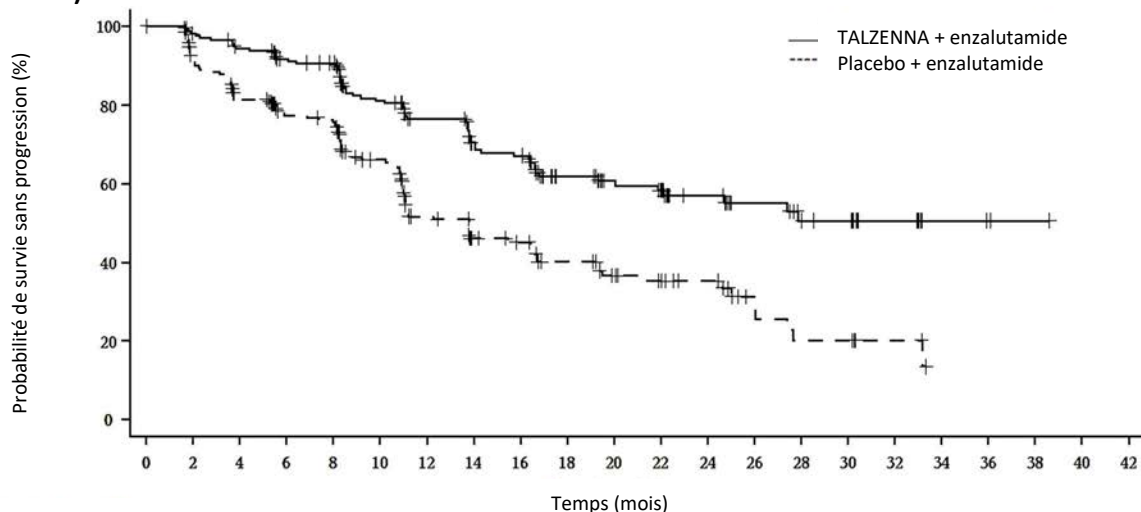 TALZENNA + enzalutamide
Placebo + enzalutamide
Probabilité de survie sans progression (%)
100
80
60
40
20
0
0 2 4 6 8 10 12 14 16 18 20 22 24 26 28 30 32 34 36 38 40 42
Temps (mois)